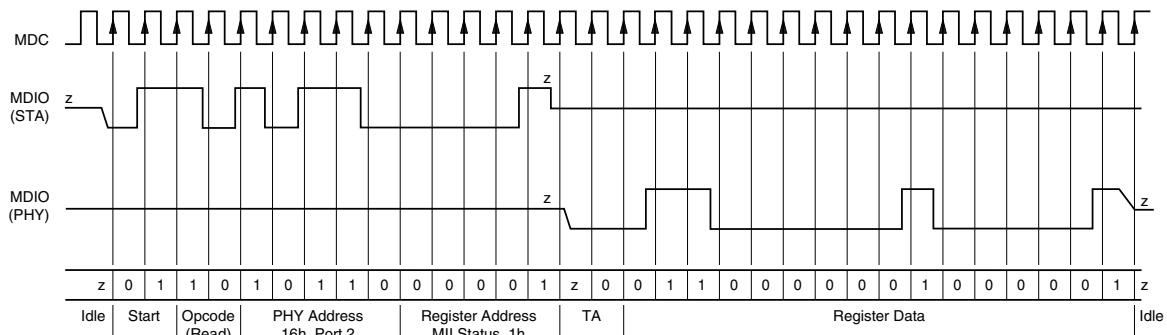 MDC
z
z
MDIO
(STA)
z
MDIO
(PHY)
z
z 0 1 1 0 1 0 1 1 0 0 0 0 0 1 z 0 0 1 1 0 0 0 0 0 0 1 0 0 0 0 0 1 z
Idle Start Opcode PHY Address Register Address TA Register Data Idle
(Read) 16h, Port 2 MII Status, 1h